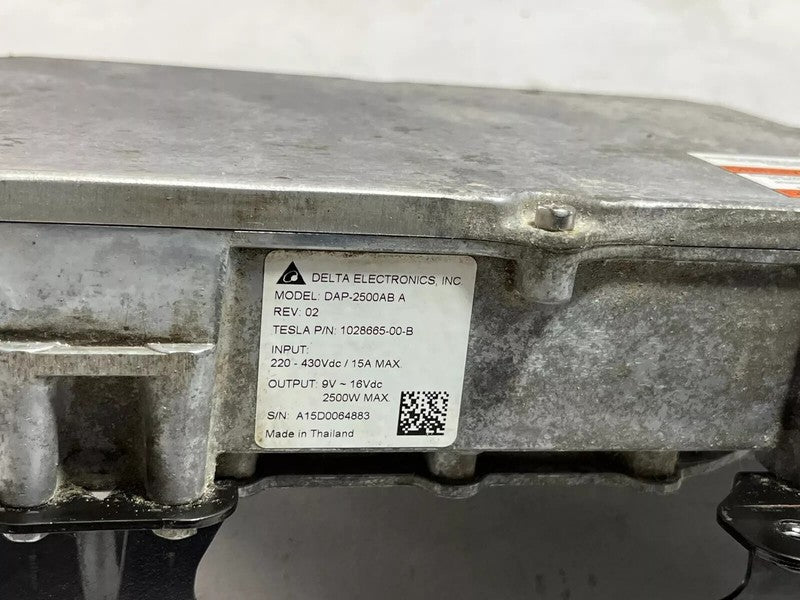 DELTA ELECTRONICS, INC
MODEL: DAP-2500AB A
REV: 02
TESLA P/N: 1028665-00-B
INPUT:
220 - 430Vdc / 15A MAX.
OUTPUT: 9V ~ 16Vdc
2500W MAX.
S/N: A15D0064883
Made in Thailand